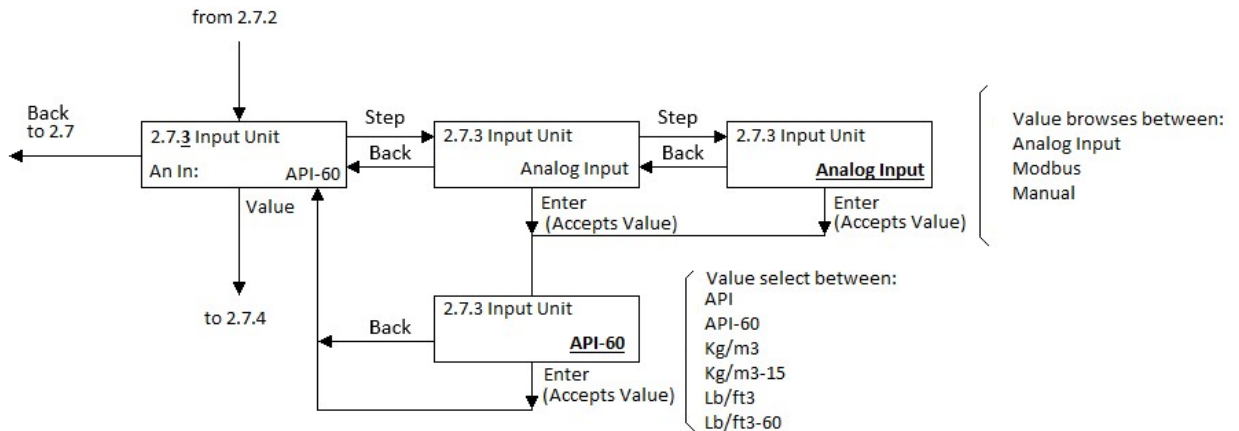 from 2.7.2
Back
to 2.7
2.7.3 Input Unit
An In: API-60
Step
Back
2.7.3 Input Unit
Analog Input
Step
Back
2.7.3 Input Unit
Analog Input
Value browses between:
Analog Input
Modbus
Manual
Value
Enter
(Accepts Value)
Enter
(Accepts Value)
to 2.7.4
Back
2.7.3 Input Unit
API-60
Enter
(Accepts Value)
Value select between:
API
API-60
Kg/m3
Kg/m3-15
Lb/ft3
Lb/ft3-60